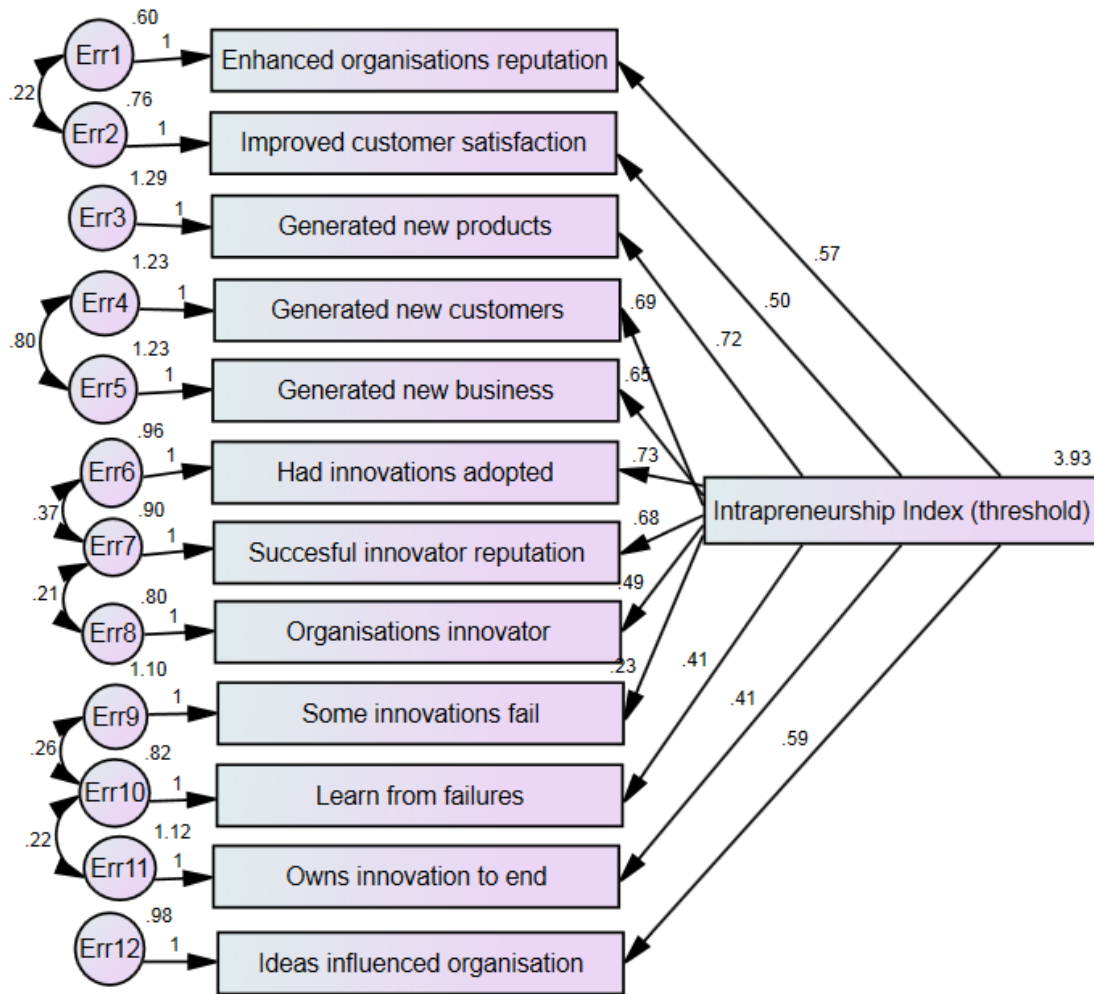 .60
Err1
1
Enhanced organisations reputation
.22
.76
Err2
1
Improved customer satisfaction
1.29
Err3
1
Generated new products
.57
1.23
Err4
1
Generated new customers
.69
.50
.80
1.23
.72
Err5
1
Generated new business
.65
.96
Err6
1
Had innovations adopted
.73
3.93
.37
.90
Intrapreneurship Index (threshold)
Err7
1
Succesful innovator reputation
.68
.21
.80
.49
Err8
1
Organisations innovator
1.10
.23
.41
Err9
1
Some innovations fail
.41
.26
.82
.59
Err10
1
Learn from failures
.22
1.12
Err11
1
Owns innovation to end
.98
Err12
1
Ideas influenced organisation